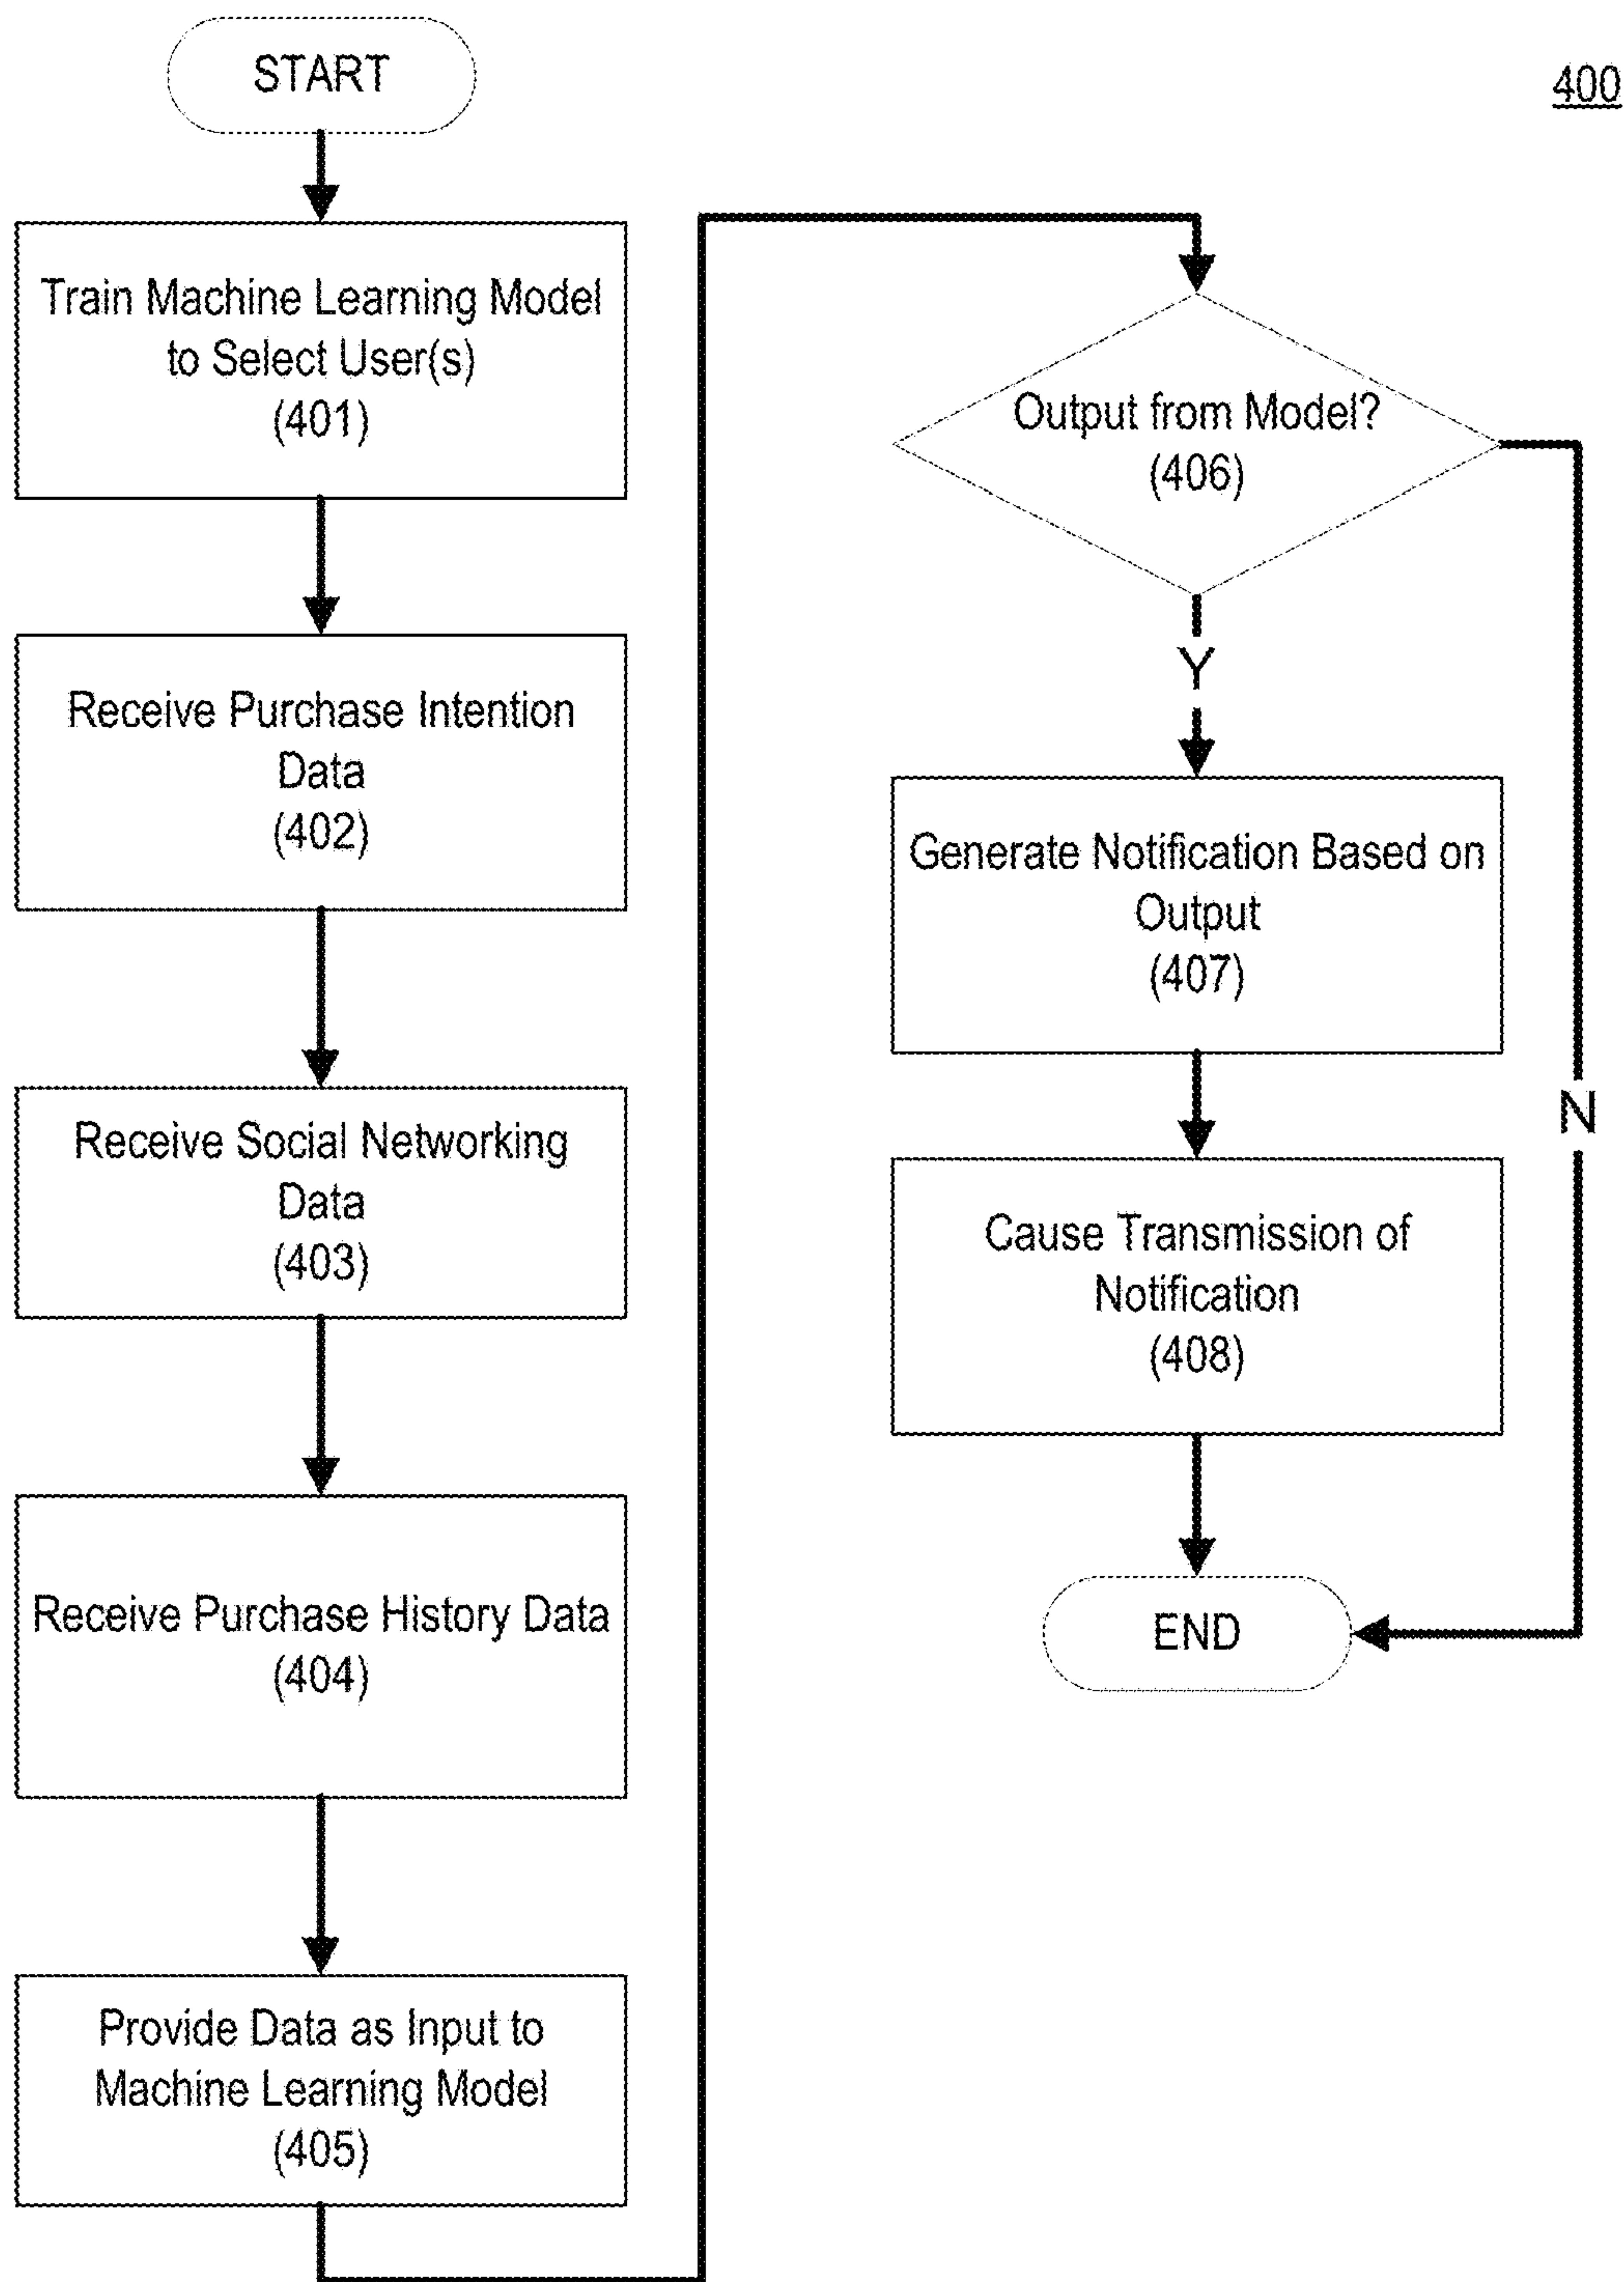 START
400
Train Machine Learning Model
to Select User(s)
(401)
Receive Purchase Intention
Data
(402)
Receive Social Networking
Data
(403)
Receive Purchase History Data
(404)
Provide Data as Input to
Machine Learning Model
(405)
Output from Model?
(406)
Y
N
Generate Notification Based on
Output
(407)
Cause Transmission of
Notification
(408)
END